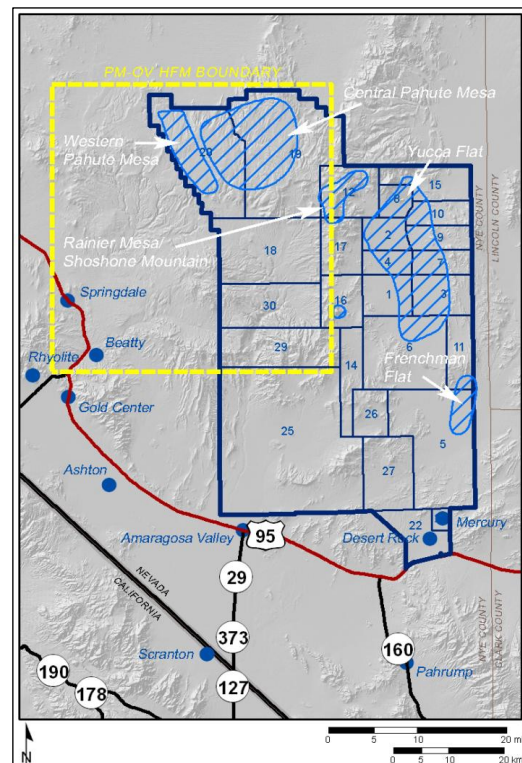 PM-OV HFM BOUNDARY
Central Pahute Mesa
Western
Pahute Mesa
20
19
Yucca Flat
15
12
8
10
2
9
Rainier Mesa/
Shoshone Mountain
17
18
4
7
NYE COUNTY
LINCOLN COUNTY
Springdale
30
16
1
3
Beatty
Rhyolite
29
14
6
11
Frenchman
Flat
Gold Center
25
26
5
27
Ashton
Amaragosa Valley
95
22
Mercury
Desert Rock
NEVADA
CALIFORNIA
29
373
Scranton
127
160
Pahrump
190
178
NYE COUNTY
CLARK COUNTY
N
0 5 10 20 mi
0 5 10 20 km